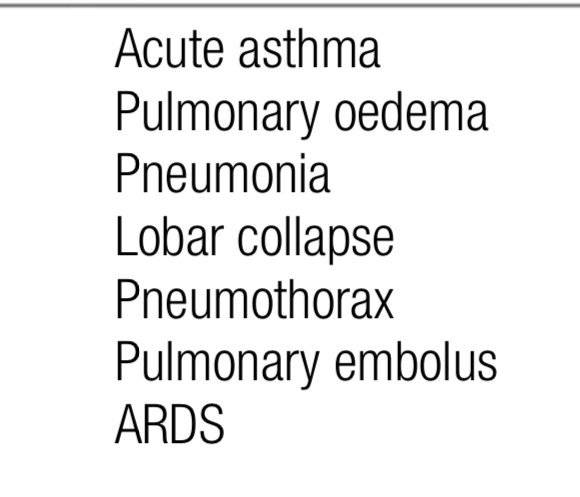 Acute asthma
Pulmonary oedema
Pneumonia
Lobar collapse
Pneumothorax
Pulmonary embolus
ARDS